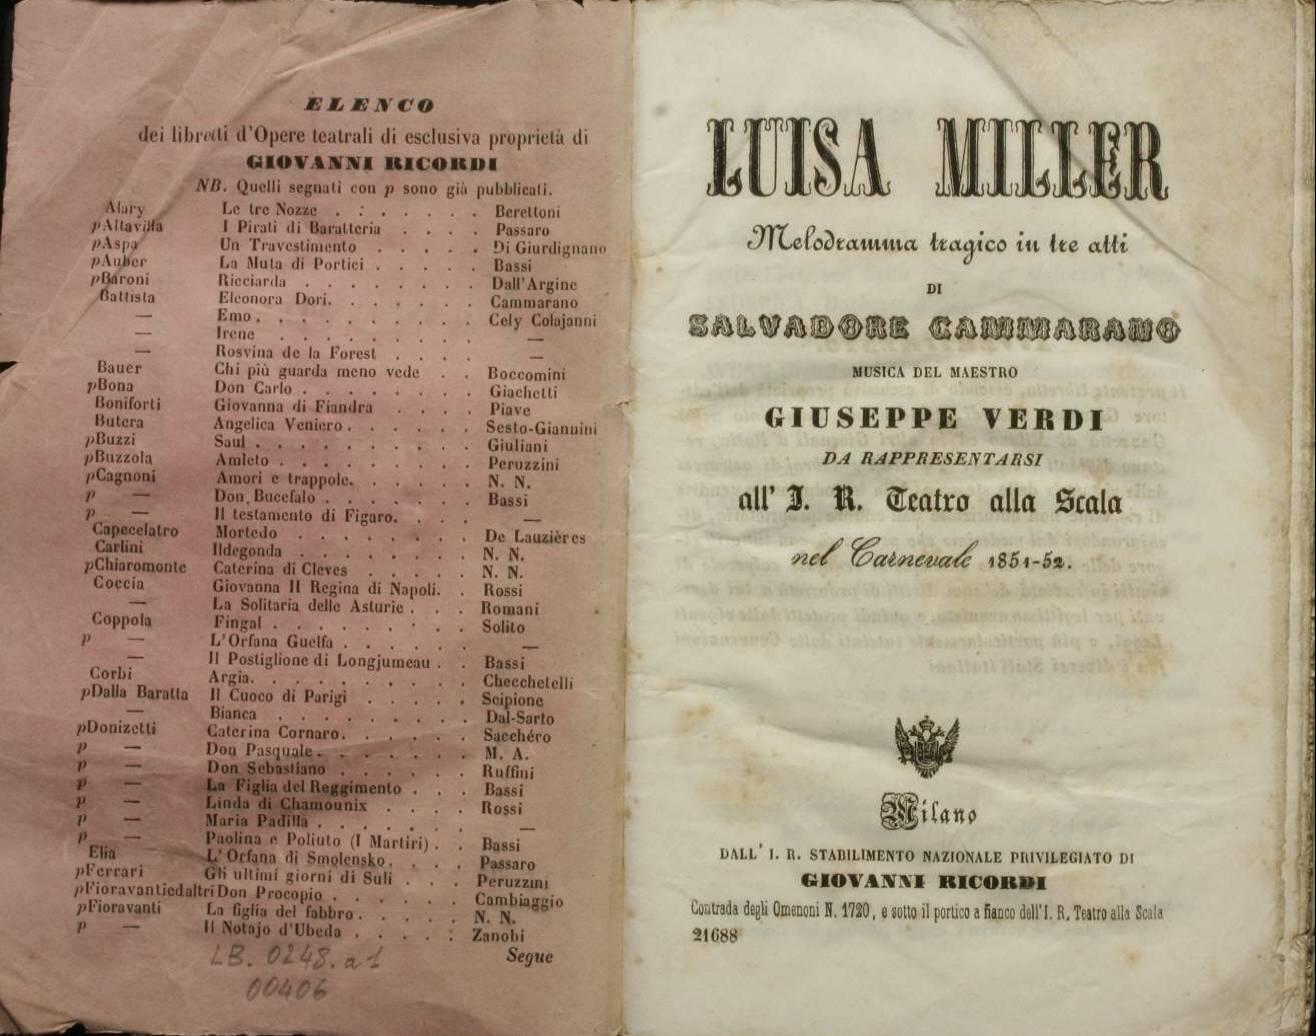 ELENCO
dei libretti d'Opere teatrali di esclusiva proprietà di
GIOVANNI RICORDI
NB. Quelli segnati con p sono già pubblicati.
Alary Le tre Nozze . . . . . . . Berettoni
pAltavilla I Pirati di Baratteria . . . . Passaro
pAspa Un Travestimento . . . . . . Di Giurdignano
pAuber La Muta di Portici . . . . . Bassi
pBaroni Ricciarda . . . . . . . . Dall'Argine
Battista Eleonora Dori. . . . . . . Cammarano
— Emo . . . . . . . . . . Cely Colajanni
— Irene . . . . . . . . . —
— Rosvina de la Forest . . . . —
Bauer Chi più guarda meno vede . . Boccomini
pBona Don Carlo . . . . . . . . Giachetti
Boniforti Giovanna di Fiandra . . . . Piave
Butera Angelica Veniero . . . . . . Sesto-Giannini
pBuzzi Saul . . . . . . . . . . Giuliani
pBuzzola Amleto . . . . . . . . . Peruzzini
pCagnoni Amori e trappole. . . . . . N. N.
p — Don Bucefalo . . . . . . . Bassi
p — Il testamento di Figaro. . . . —
Capecelatro Mortedo . . . . . . . . De Lauzières
Carlini Ildegonda . . . . . . . . N. N.
pChiaromonte Caterina di Cleves . . . . . N. N.
Coccia Giovanna II Regina di Napoli. . Rossi
— La Solitaria delle Asturie . . . Romani
Coppola Fingal . . . . . . . . . Solito
p — L'Orfana Guelfa . . . . . . —
— Il Postiglione di Longjumeau . . Bassi
Corbi Argia. . . . . . . . . . Checchetelli
pDalla Baratta Il Cuoco di Parigi . . . . . Scipione
— Bianca . . . . . . . . . Dal-Sarto
pDonizetti Caterina Cornaro. . . . . . Sacchéro
p — Don Pasquale . . . . . . . M. A.
p — Don Sebastiano . . . . . . Ruffini
p — La Figlia del Reggimento . . . Bassi
p — Linda di Chamounix . . . . Rossi
p — Maria Padilla . . . . . . . —
p — Paolina e Poliuto (I Martiri) . . Bassi
Elia L'Orfana di Smolensko. . . . Passaro
pFerrari Gli ultimi giorni di Suli . . . Peruzzini
pFioravantiedaltri Don Procopio . . . . . . Cambiaggio
pFioravanti La figlia del fabbro . . . . . N. N.
p — Il Notajo d'Ubeda . . . . . Zanobi
Segue
LB. 0248. a 1
00406
LUISA MILLER
Melodramma tragico in tre atti
DI
SALVADORE CAMMARANO
MUSICA DEL MAESTRO
GIUSEPPE VERDI
DA RAPPRESENTARSI
all' I. R. Teatro alla Scala
nel Carnevale 1851-52.
Milano
DALL' I. R. STABILIMENTO NAZIONALE PRIVILEGIATO DI
GIOVANNI RICORDI
Contrada degli Omenoni N. 1720, e sotto il portico a fianco dell'I. R. Teatro alla Scala
21688